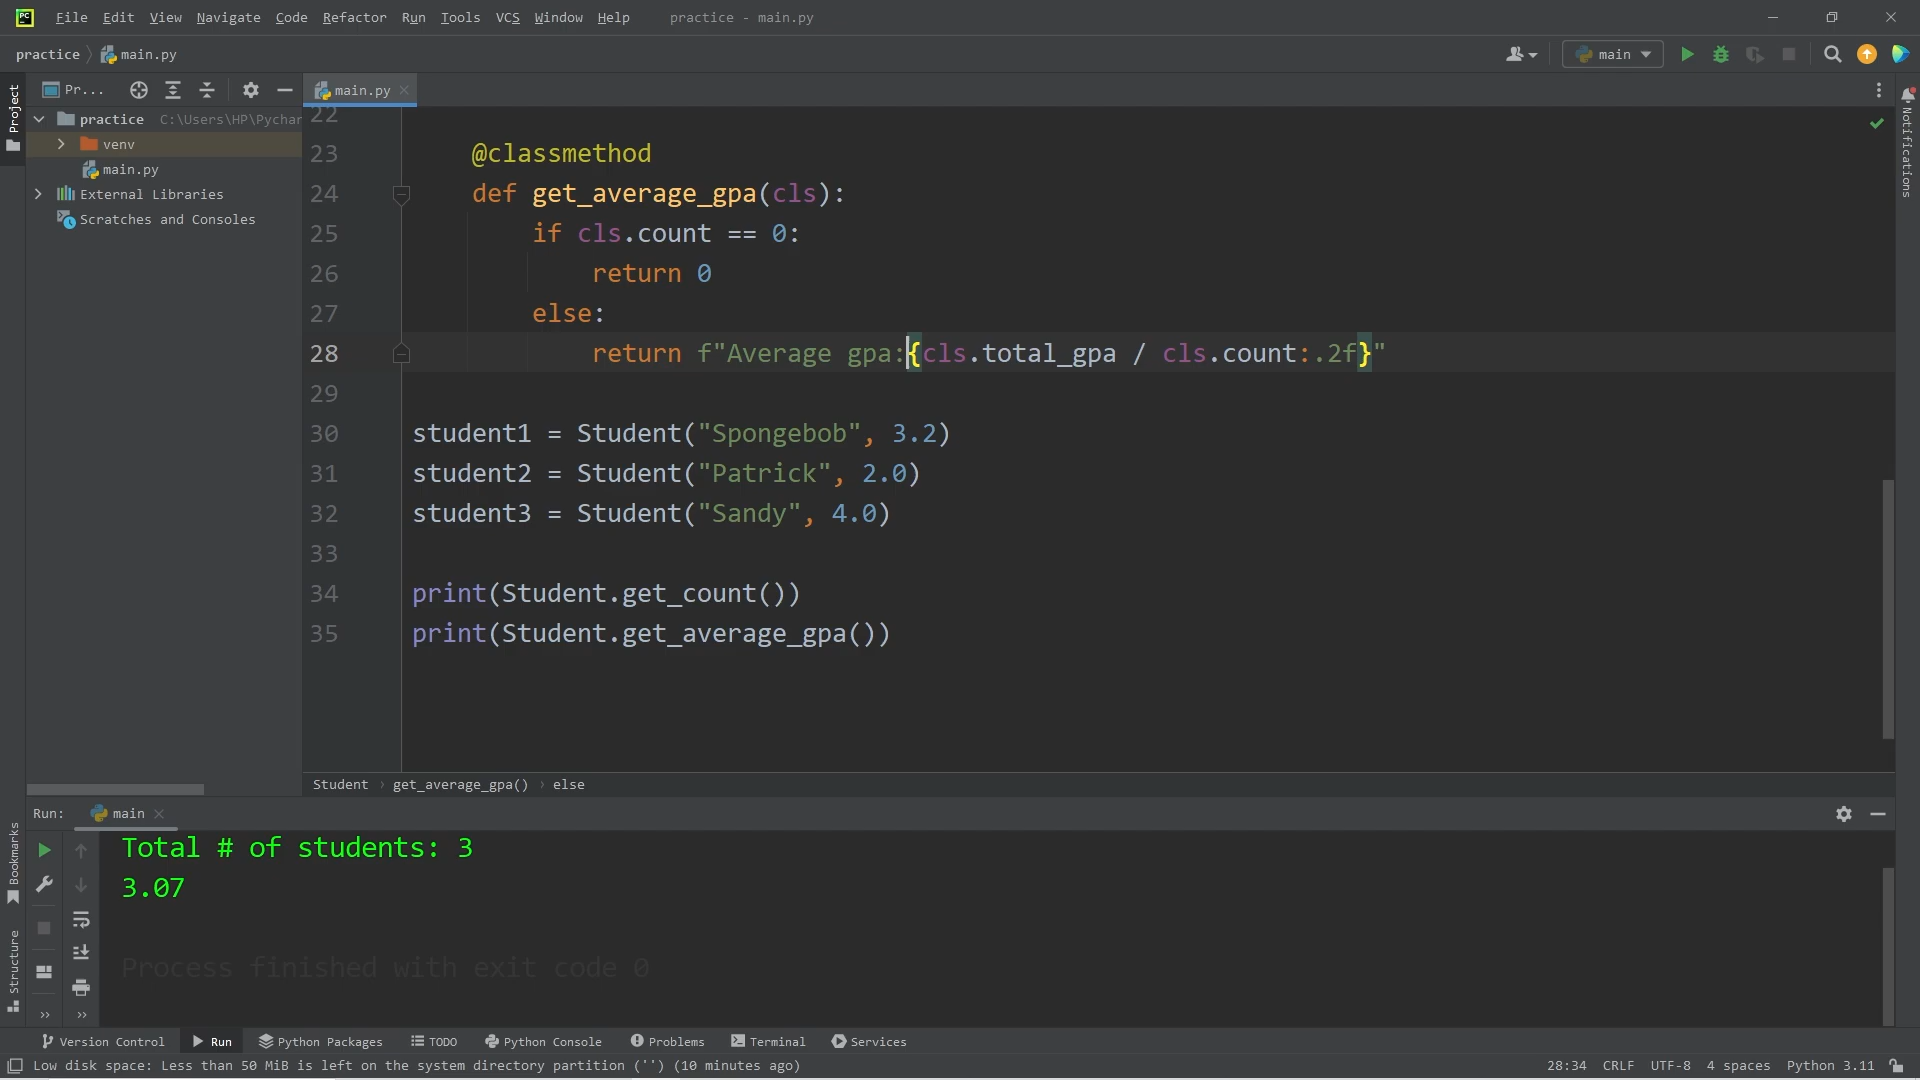 PC File Edit View Navigate Code Refactor Run Tools VCS Window Help practice - main.py
practice main.py main
Project Pr... main.py
practice C:\Users\HP\Pychar
venv
main.py
External Libraries
Scratches and Consoles
Notifications
22
23 @classmethod
24 def get_average_gpa(cls):
25 if cls.count == 0:
26 return 0
27 else:
28 return f"Average gpa:{cls.total_gpa / cls.count:.2f}"
29
30 student1 = Student("Spongebob", 3.2)
31 student2 = Student("Patrick", 2.0)
32 student3 = Student("Sandy", 4.0)
33
34 print(Student.get_count())
35 print(Student.get_average_gpa())
Student › get_average_gpa() › else
Run: main
Bookmarks
Structure
Total # of students: 3
3.07
Process finished with exit code 0
Version Control Run Python Packages TODO Python Console Problems Terminal Services
Low disk space: Less than 50 MiB is left on the system directory partition ('') (10 minutes ago) 28:34 CRLF UTF-8 4 spaces Python 3.11